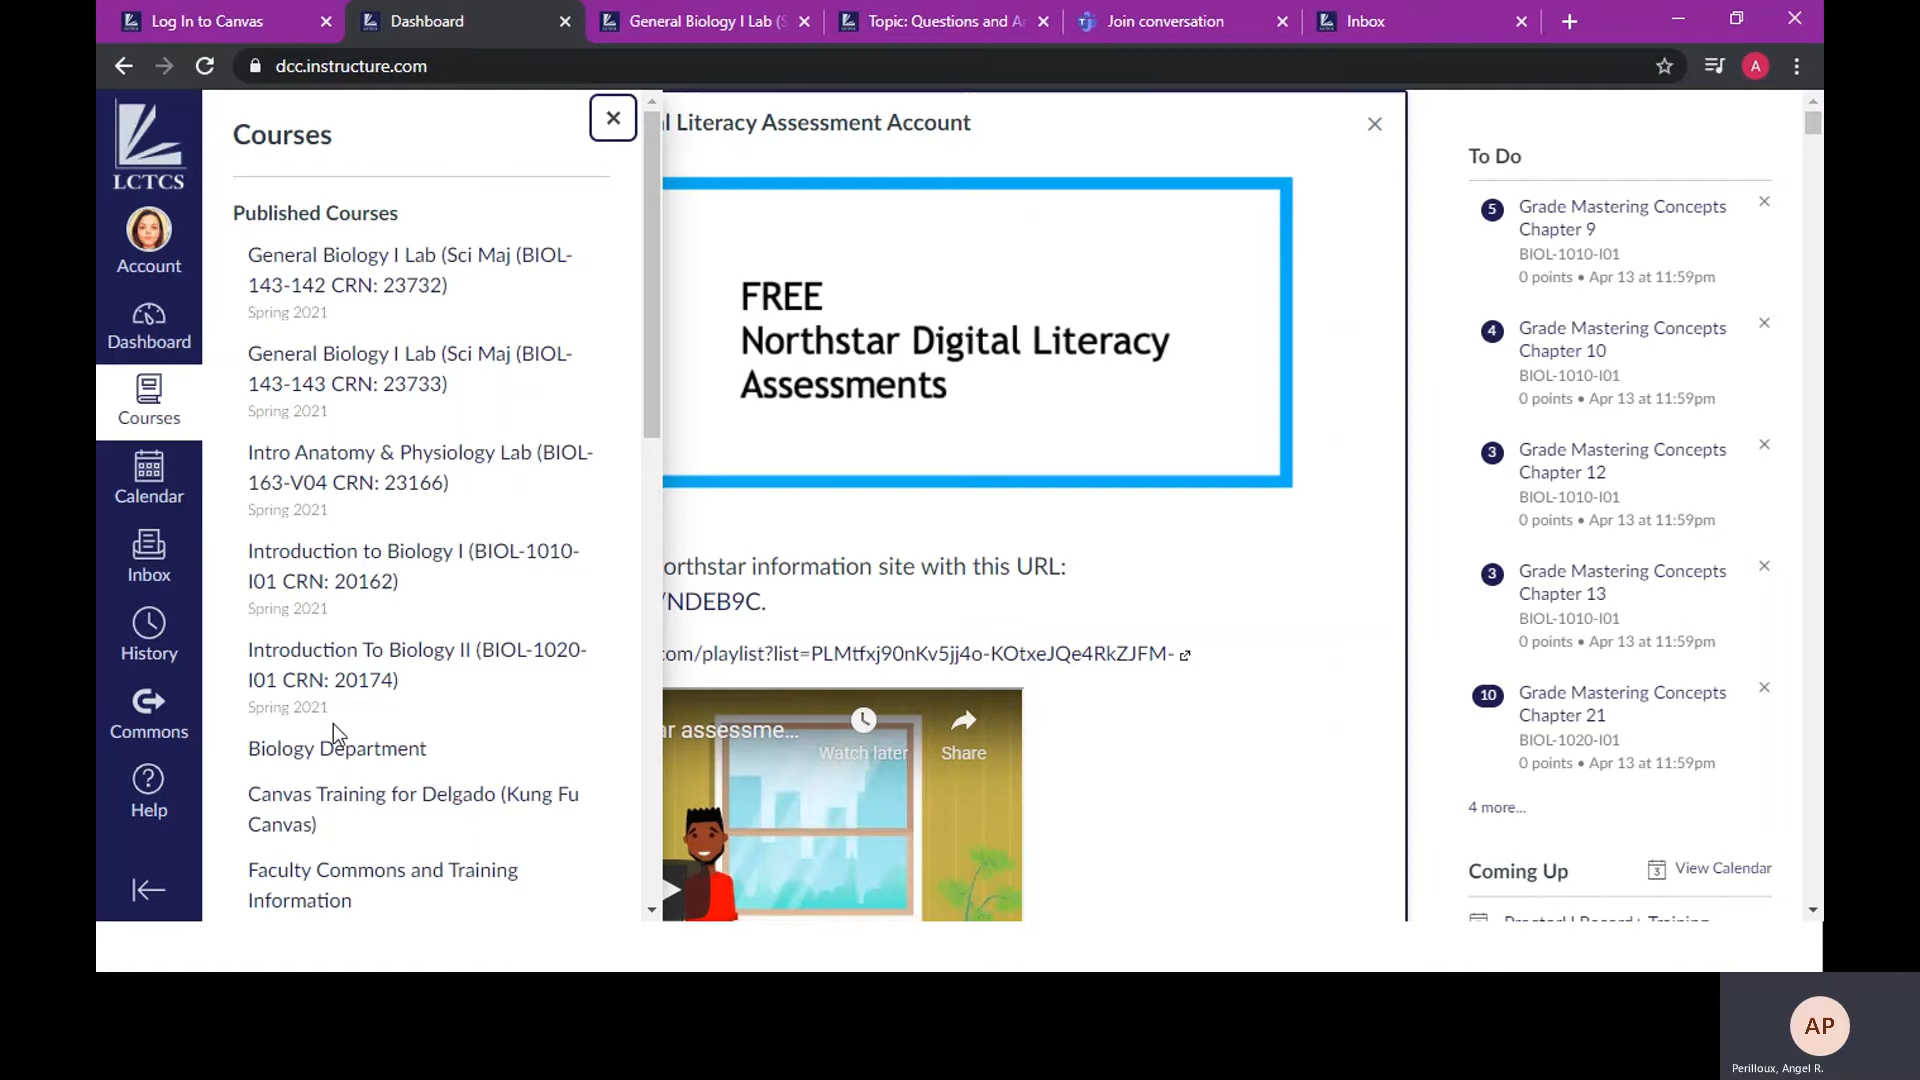 Log In to Canvas
Dashboard
General Biology I Lab (S
Topic: Questions and A
Join conversation
Inbox
dcc.instructure.com
A
LCTCS
Account
Dashboard
Courses
Calendar
Inbox
History
Commons
Help
Courses
Published Courses
General Biology I Lab (Sci Maj (BIOL-
143-142 CRN: 23732)
Spring 2021
General Biology I Lab (Sci Maj (BIOL-
143-143 CRN: 23733)
Spring 2021
Intro Anatomy & Physiology Lab (BIOL-
163-V04 CRN: 23166)
Spring 2021
Introduction to Biology I (BIOL-1010-
I01 CRN: 20162)
Spring 2021
Introduction To Biology II (BIOL-1020-
I01 CRN: 20174)
Spring 2021
Biology Department
Canvas Training for Delgado (Kung Fu
Canvas)
Faculty Commons and Training
Information
l Literacy Assessment Account
FREE
Northstar Digital Literacy
Assessments
orthstar information site with this URL:
/NDEB9C.
com/playlist?list=PLMtfxj90nKv5jj4o-KOtxeJQe4RkZJFM-
ar assessme...
Watch later
Share
To Do
5
Grade Mastering Concepts
Chapter 9
BIOL-1010-I01
0 points • Apr 13 at 11:59pm
4
Grade Mastering Concepts
Chapter 10
BIOL-1010-I01
0 points • Apr 13 at 11:59pm
3
Grade Mastering Concepts
Chapter 12
BIOL-1010-I01
0 points • Apr 13 at 11:59pm
3
Grade Mastering Concepts
Chapter 13
BIOL-1010-I01
0 points • Apr 13 at 11:59pm
10
Grade Mastering Concepts
Chapter 21
BIOL-1020-I01
0 points • Apr 13 at 11:59pm
4 more...
Coming Up
3
View Calendar
AP
Perilloux, Angel R.